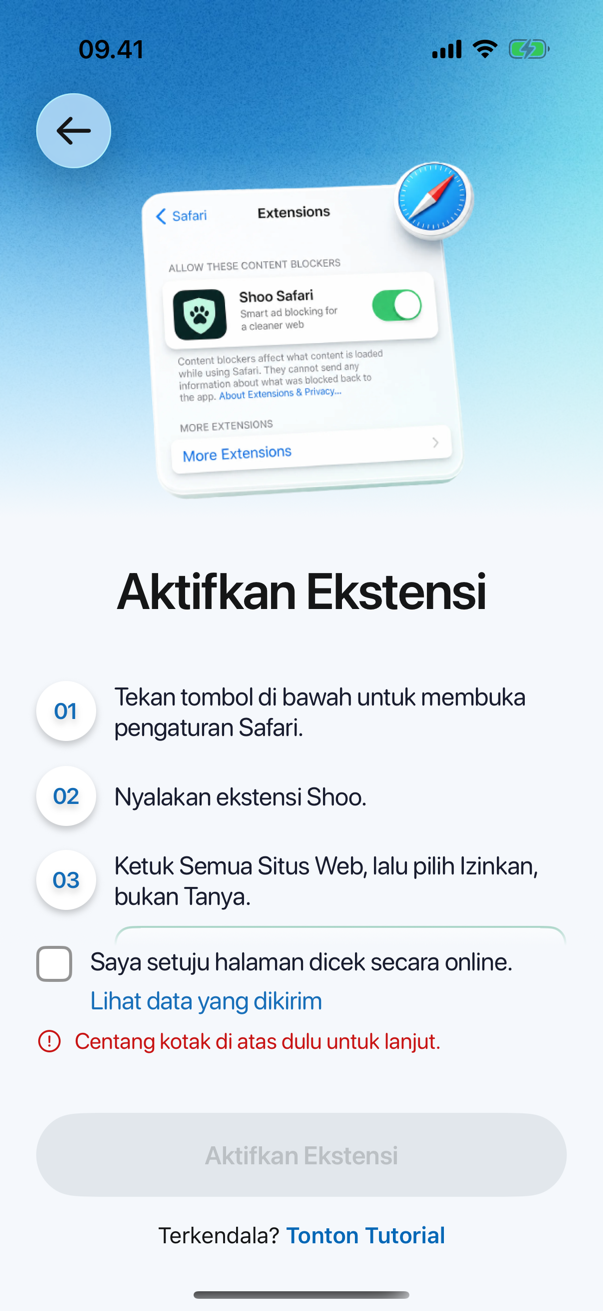 09.41
Safari
Extensions
ALLOW THESE CONTENT BLOCKERS
Shoo Safari
Smart ad blocking for
a cleaner web
Content blockers affect what content is loaded
while using Safari. They cannot send any
information about what was blocked back to
the app. About Extensions & Privacy...
MORE EXTENSIONS
More Extensions
Aktifkan Ekstensi
01
Tekan tombol di bawah untuk membuka
pengaturan Safari.
02
Nyalakan ekstensi Shoo.
03
Ketuk Semua Situs Web, lalu pilih Izinkan,
bukan Tanya.
Saya setuju halaman dicek secara online.
Lihat data yang dikirim
Centang kotak di atas dulu untuk lanjut.
Aktifkan Ekstensi
Terkendala? Tonton Tutorial